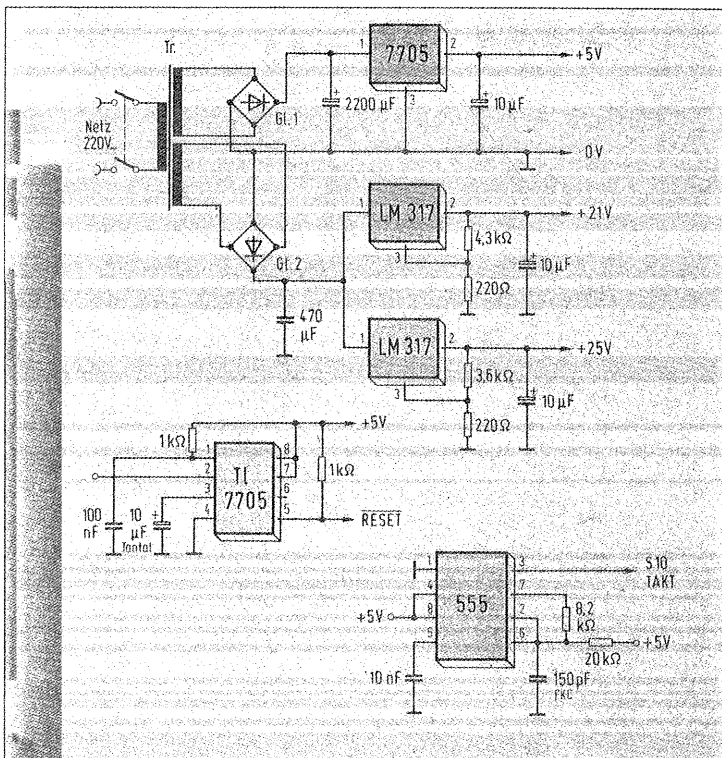 Tr.
Netz
220V~
Gl.1
1
7705
2
3
+5V
2200 µF
+
10 µF
+
0V
Gl.2
470
µF
1
LM 317
2
3
+21V
4,3kΩ
220Ω
10 µF
+
1
LM 317
2
3
+25V
3,6kΩ
220Ω
10 µF
+
1kΩ
1
2
3
4
TL
7705
8
7
6
5
+5V
1kΩ
RESET
100
nF
10
µF
Tantal
+
1
4
8
5
555
3
7
2
6
S10
TAKT
+5V
8,2
kΩ
20kΩ
+5V
10 nF
150pF
FKC